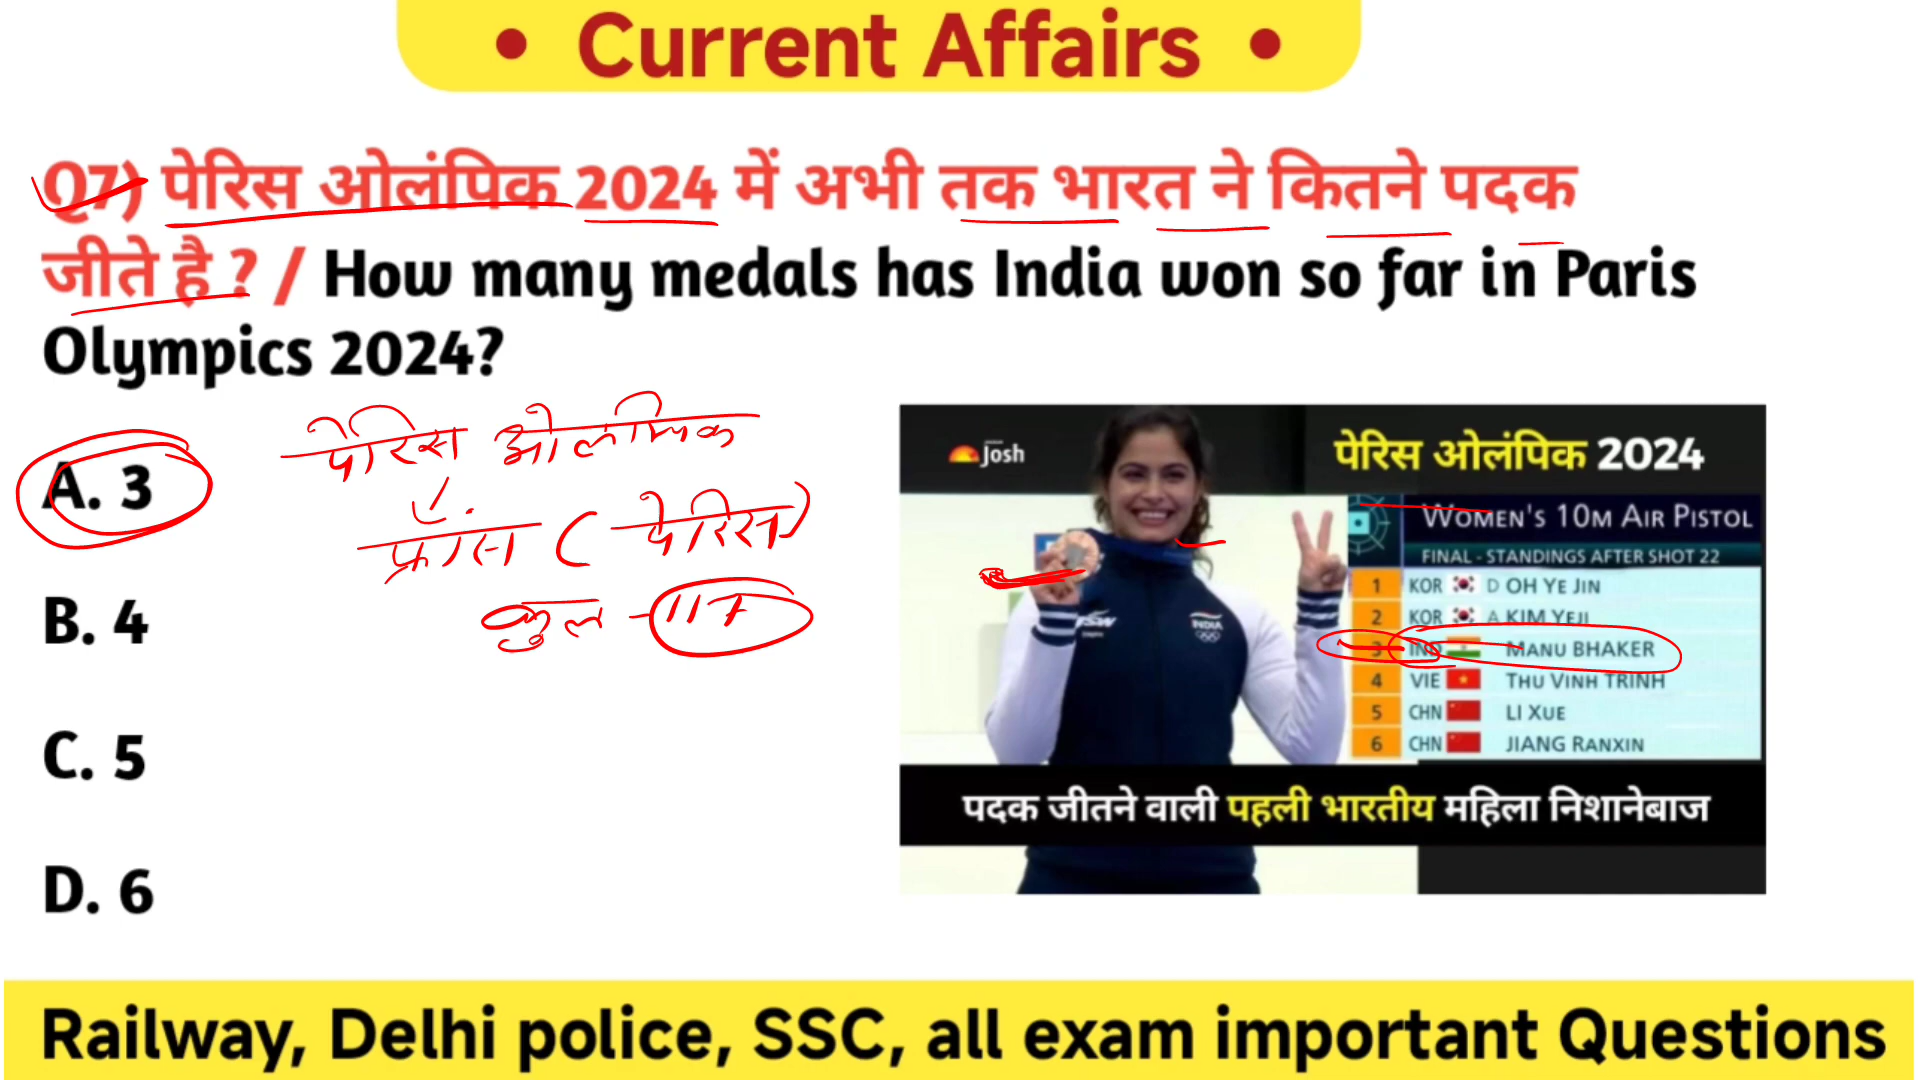 • Current Affairs •
Q7) पेरिस ओलंपिक 2024 में अभी तक भारत ने कितने पदक
जीते है ? / How many medals has India won so far in Paris
Olympics 2024?
A. 3
B. 4
C. 5
D. 6
पेरिस ओलंपिक
फ्रांस ( पेरिस)
कुल - 117
josh
पेरिस ओलंपिक 2024
WOMEN'S 10M AIR PISTOL
FINAL - STANDINGS AFTER SHOT 22
1 KOR D OH YE JIN
2 KOR A KIM YEJI
3 IND MANU BHAKER
4 VIE THU VINH TRINH
5 CHN LI XUE
6 CHN JIANG RANXIN
INDIA
पदक जीतने वाली पहली भारतीय महिला निशानेबाज
Railway, Delhi police, SSC, all exam important Questions